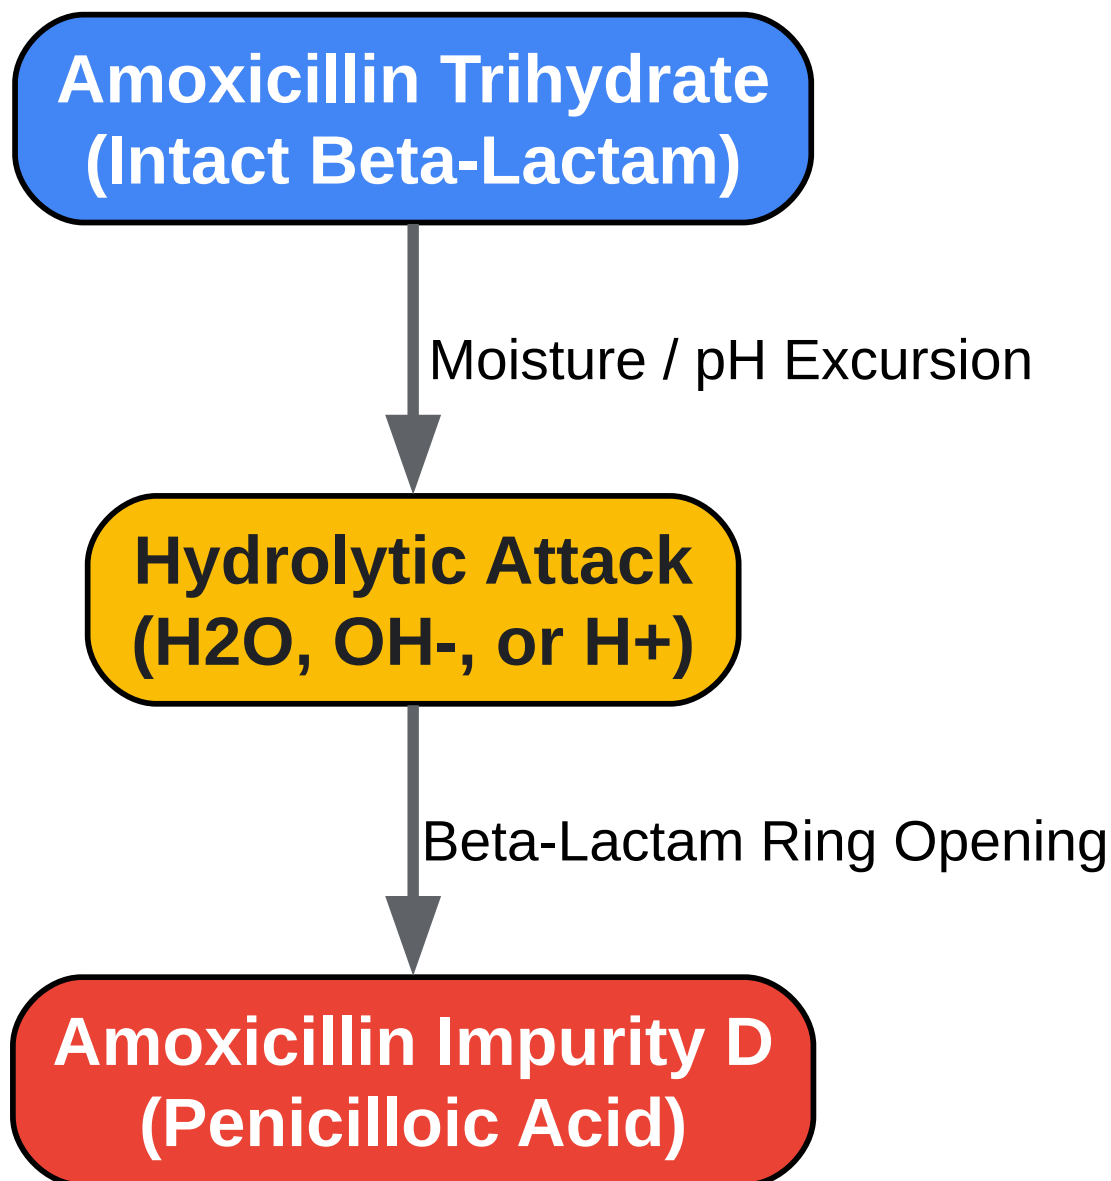 Amoxicillin Trihydrate
(Intact Beta-Lactam)
Moisture / pH Excursion
Hydrolytic Attack
(H2O, OH-, or H+)
Beta-Lactam Ring Opening
Amoxicillin Impurity D
(Penicilloic Acid)